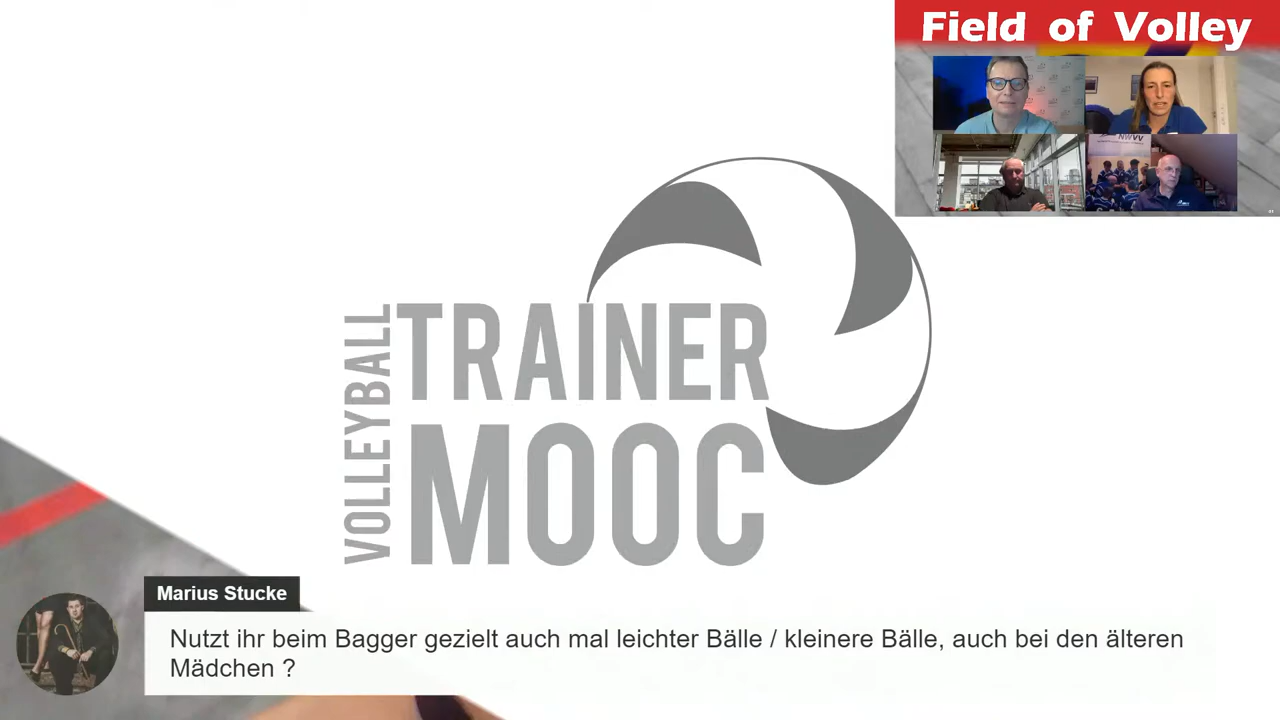 Field of Volley
NWVV
VOLLEYBALL
TRAINER
MOOC
Marius Stucke
Nutzt ihr beim Bagger gezielt auch mal leichter Bälle / kleinere Bälle, auch bei den älteren
Mädchen ?